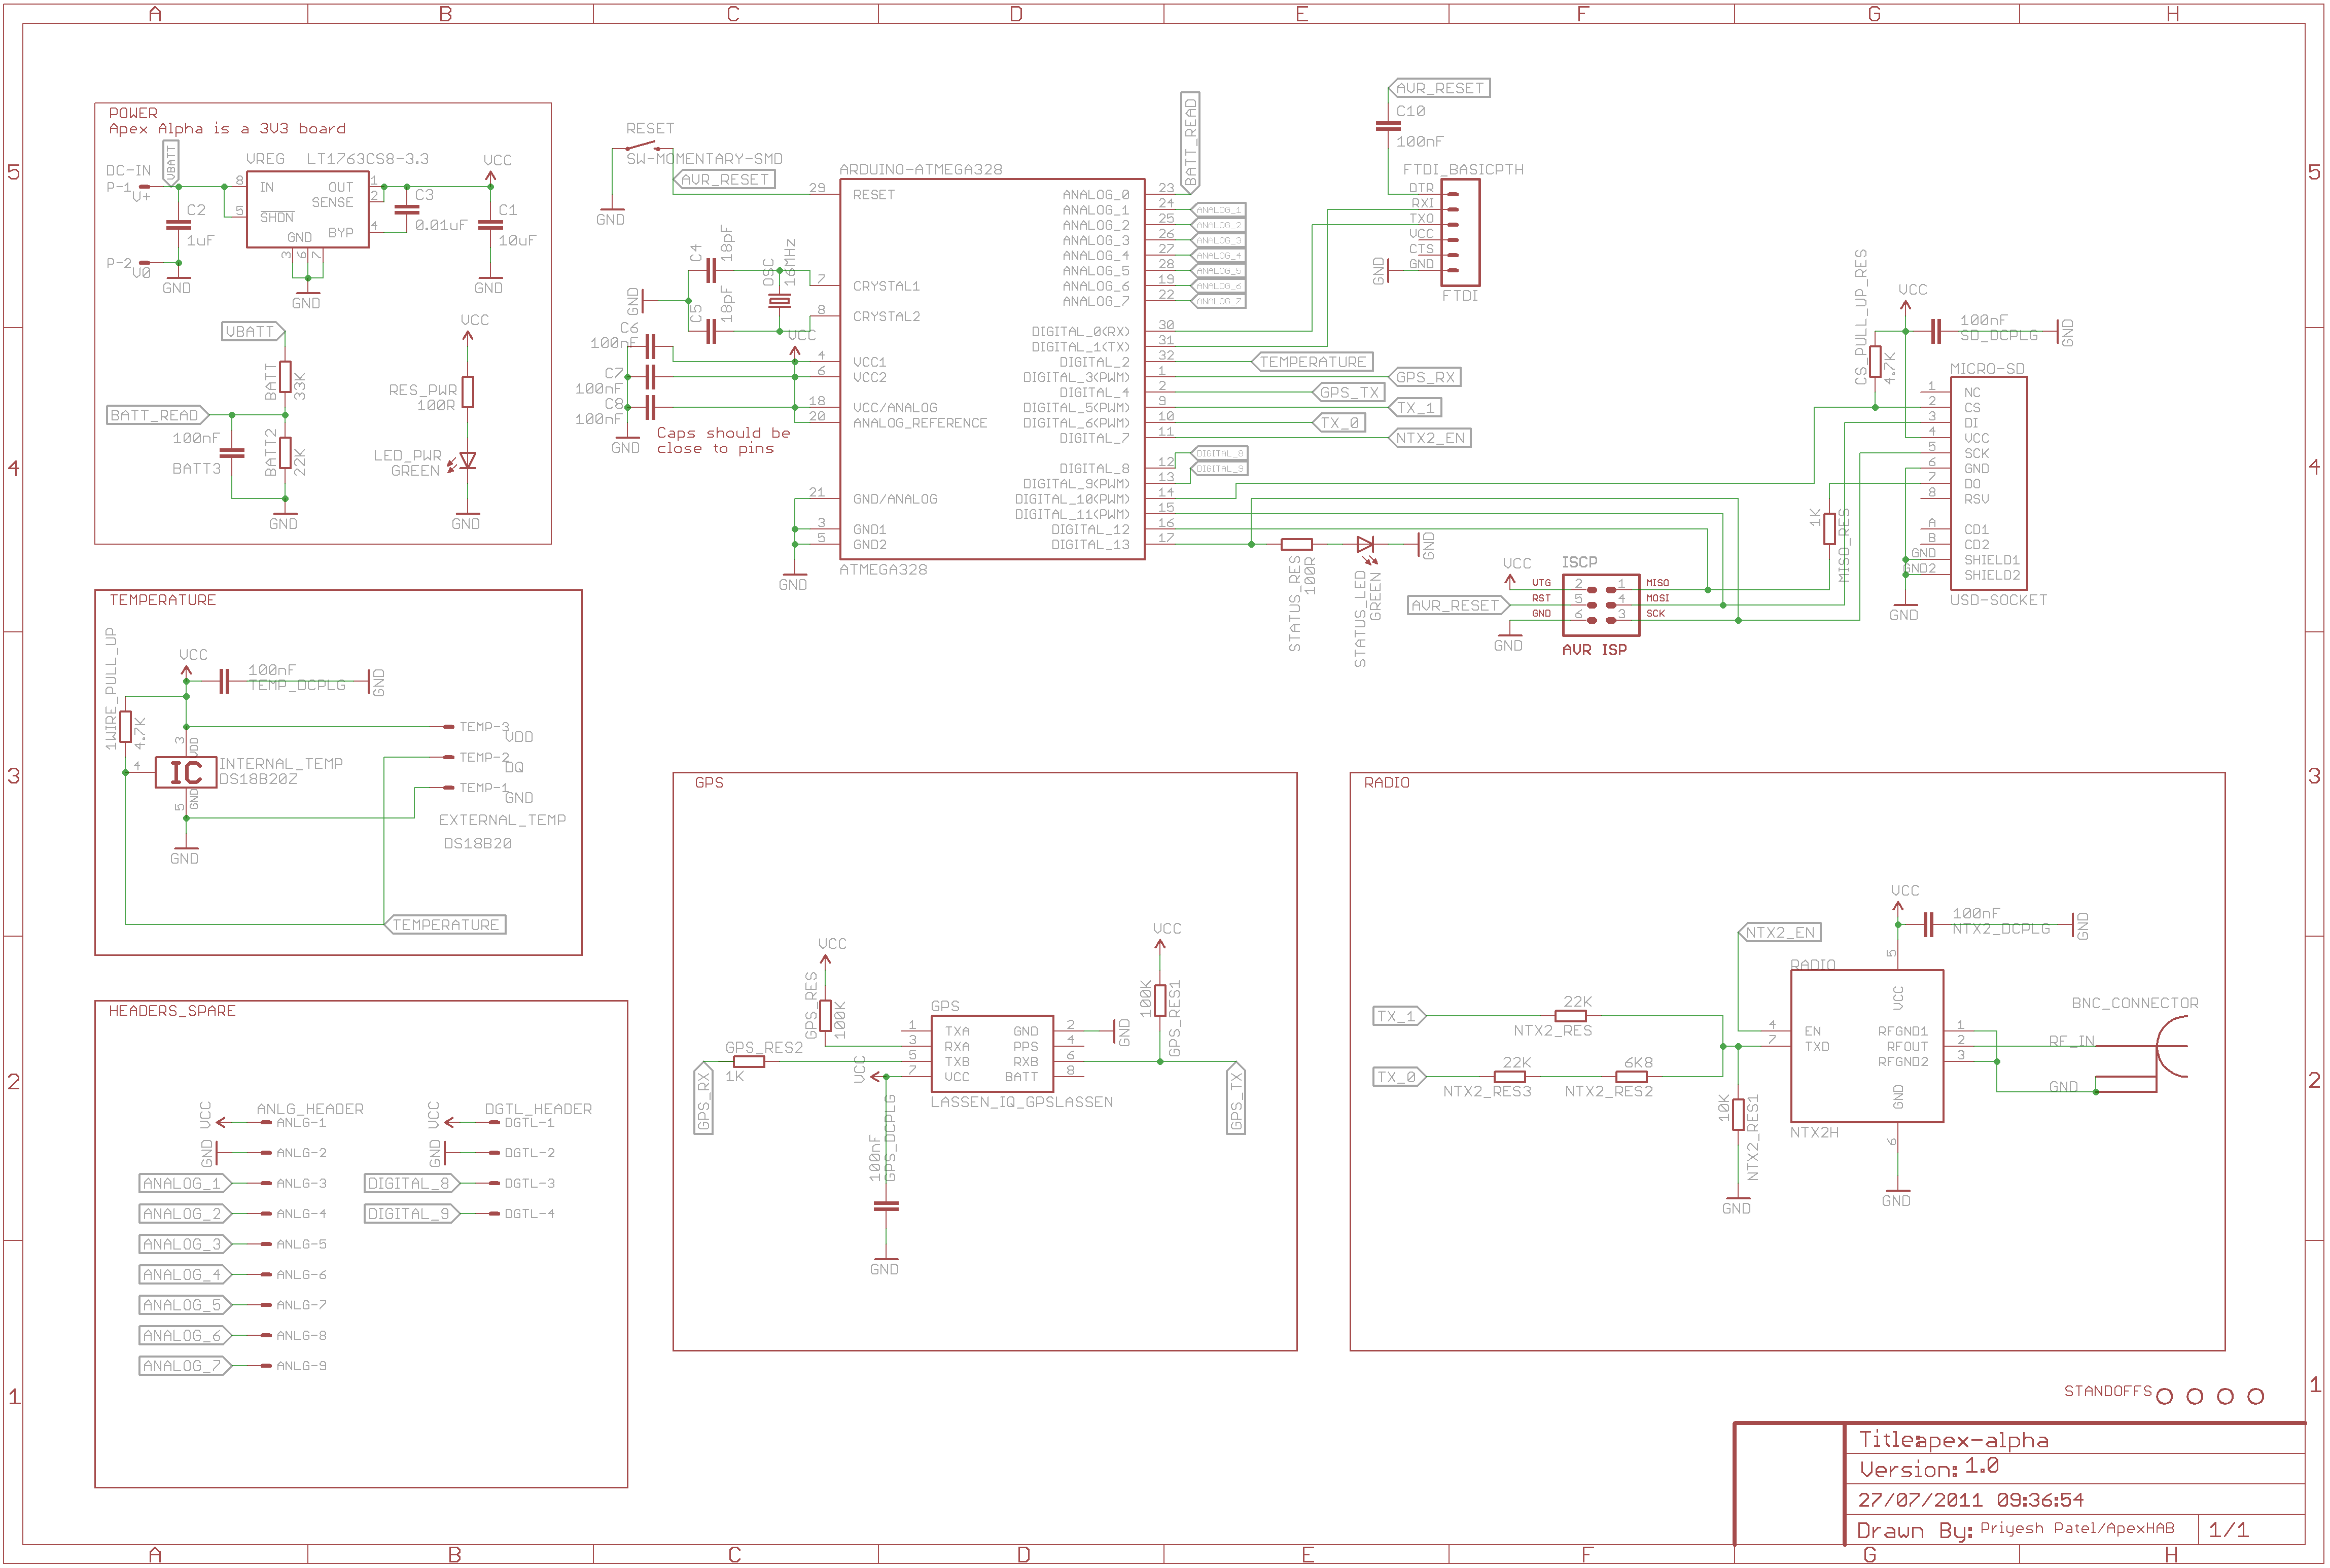 A B C D E F G H
5
4
3
2
1
POWER
Apex Alpha is a 3V3 board
DC-IN
P-1
V+
VBATT
VREG LT1763CS8-3.3
8 IN
5 SHDN
GND
3 6 7
OUT 1
SENSE 2
BYP 4
C2
1uF
P-2
V0
GND
GND
C3
0.01uF
VCC
C1
10uF
GND
VBATT
BATT
33K
BATT_READ
100nF
BATT3
BATT2
22K
GND
VCC
RES_PWR
100R
LED_PWR
GREEN
GND
RESET
SW-MOMENTARY-SMD
AVR_RESET
GND
C4
18pF
C5
18pF
OSC
16MHz
GND
VCC
C6
100nF
C7
100nF
C8
100nF
GND
Caps should be
close to pins
GND
ARDUINO-ATMEGA328
29 RESET
7 CRYSTAL1
8 CRYSTAL2
4 VCC1
6 VCC2
18 VCC/ANALOG
20 ANALOG_REFERENCE
21 GND/ANALOG
3 GND1
5 GND2
ANALOG_0 23
ANALOG_1 24
ANALOG_2 25
ANALOG_3 26
ANALOG_4 27
ANALOG_5 28
ANALOG_6 19
ANALOG_7 22
DIGITAL_0(RX) 30
DIGITAL_1(TX) 31
DIGITAL_2 32
DIGITAL_3(PWM) 1
DIGITAL_4 2
DIGITAL_5(PWM) 9
DIGITAL_6(PWM) 10
DIGITAL_7 11
DIGITAL_8 12
DIGITAL_9(PWM) 13
DIGITAL_10(PWM) 14
DIGITAL_11(PWM) 15
DIGITAL_12 16
DIGITAL_13 17
ATMEGA328
BATT_READ
ANALOG_1
ANALOG_2
ANALOG_3
ANALOG_4
ANALOG_5
ANALOG_6
ANALOG_7
TEMPERATURE
GPS_RX
GPS_TX
TX_1
TX_0
NTX2_EN
DIGITAL_8
DIGITAL_9
AVR_RESET
C10
100nF
FTDI_BASICPTH
DTR
RXI
TXO
VCC
CTS
GND
GND
FTDI
STATUS_RES
100R
STATUS_LED
GREEN
GND
ISCP
VCC
VTG 2 1 MISO
AVR_RESET
RST 5 4 MOSI
GND 6 3 SCK
GND
AVR ISP
CS_PULL_UP_RES
4.7K
VCC
100nF
SD_DCPLG
GND
1K
MISO_RES
MICRO-SD
1 NC
2 CS
3 DI
4 VCC
5 SCK
6 GND
7 DO
8 RSV
A CD1
B CD2
GND SHIELD1
GND2 SHIELD2
USD-SOCKET
GND
TEMPERATURE
1WIRE_PULL_UP
4.7K
VCC
100nF
TEMP_DCPLG
GND
3
VDD
4
IC
INTERNAL_TEMP
DS18B20Z
5
GND
GND
TEMP-3
VDD
TEMP-2
DQ
TEMP-1
GND
EXTERNAL_TEMP
DS18B20
TEMPERATURE
HEADERS_SPARE
ANLG_HEADER
VCC ANLG-1
GND ANLG-2
ANALOG_1 ANLG-3
ANALOG_2 ANLG-4
ANALOG_3 ANLG-5
ANALOG_4 ANLG-6
ANALOG_5 ANLG-7
ANALOG_6 ANLG-8
ANALOG_7 ANLG-9
DGTL_HEADER
VCC DGTL-1
GND DGTL-2
DIGITAL_8 DGTL-3
DIGITAL_9 DGTL-4
GPS
VCC
GPS_RES
100K
GPS_RES2
1K
GPS_RX
VCC
100nF
GPS_DCPLG
GND
GPS
1 TXA GND 2
3 RXA PPS 4
5 TXB RXB 6
7 VCC BATT 8
LASSEN_IQ_GPSLASSEN
GND
VCC
100K
GPS_RES1
GPS_TX
RADIO
TX_1
22K
NTX2_RES
TX_0
22K
NTX2_RES3
6K8
NTX2_RES2
NTX2_EN
10K
NTX2_RES1
GND
VCC
100nF
NTX2_DCPLG
GND
RADIO
5
VCC
4 EN
7 TXD
RFGND1 1
RFOUT 2
RFGND2 3
GND
6
NTX2H
GND
BNC_CONNECTOR
RF_IN
GND
STANDOFFS
Title: apex-alpha
Version: 1.0
27/07/2011 09:36:54
Drawn By: Priyesh Patel/ApexHAB 1/1
5
4
3
2
1
A B C D E F G H